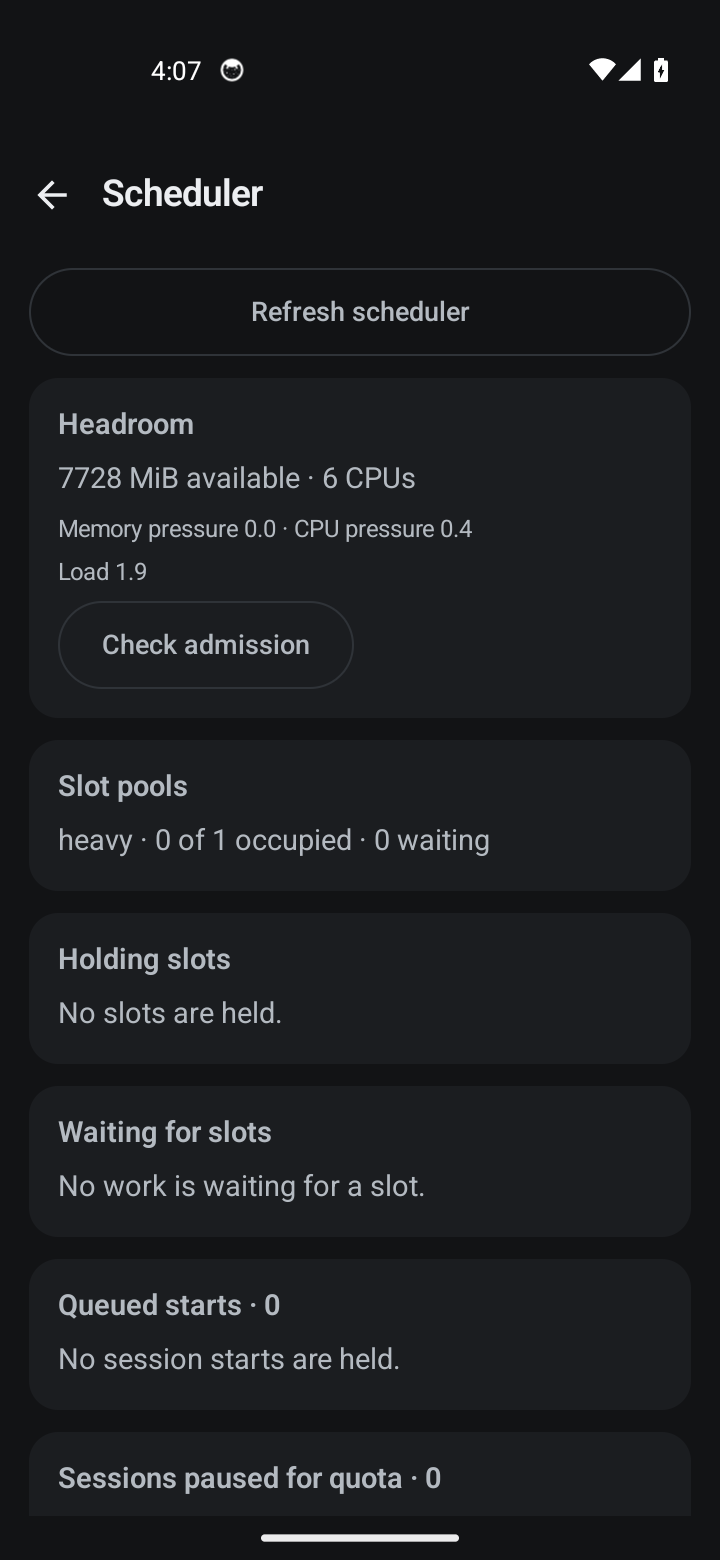 4:07
Scheduler
Refresh scheduler
Headroom
7728 MiB available · 6 CPUs
Memory pressure 0.0 · CPU pressure 0.4
Load 1.9
Check admission
Slot pools
heavy · 0 of 1 occupied · 0 waiting
Holding slots
No slots are held.
Waiting for slots
No work is waiting for a slot.
Queued starts · 0
No session starts are held.
Sessions paused for quota · 0